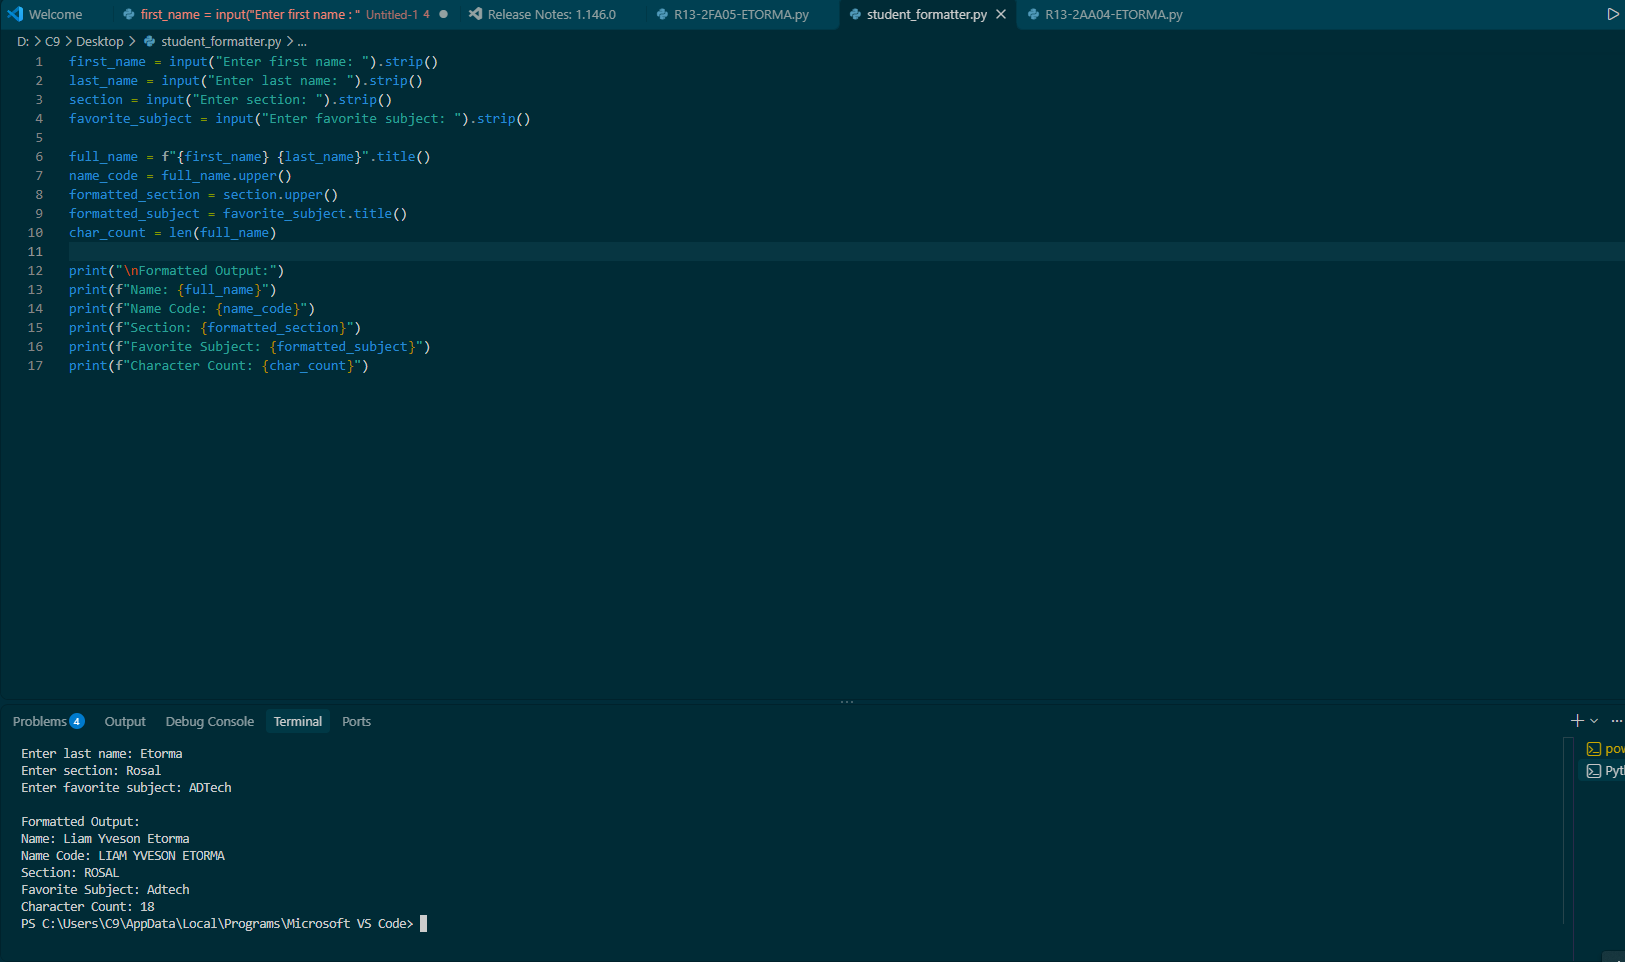 Welcome first_name = input("Enter first name : " Untitled-1 4 Release Notes: 1.146.0 R13-2FA05-ETORMA.py student_formatter.py R13-2AA04-ETORMA.py
D: > C9 > Desktop > student_formatter.py > ...
1 first_name = input("Enter first name: ").strip()
2 last_name = input("Enter last name: ").strip()
3 section = input("Enter section: ").strip()
4 favorite_subject = input("Enter favorite subject: ").strip()
5
6 full_name = f"{first_name} {last_name}".title()
7 name_code = full_name.upper()
8 formatted_section = section.upper()
9 formatted_subject = favorite_subject.title()
10 char_count = len(full_name)
11
12 print("\nFormatted Output:")
13 print(f"Name: {full_name}")
14 print(f"Name Code: {name_code}")
15 print(f"Section: {formatted_section}")
16 print(f"Favorite Subject: {formatted_subject}")
17 print(f"Character Count: {char_count}")
Problems 4 Output Debug Console Terminal Ports
Enter last name: Etorma
Enter section: Rosal
Enter favorite subject: ADTech
Formatted Output:
Name: Liam Yveson Etorma
Name Code: LIAM YVESON ETORMA
Section: ROSAL
Favorite Subject: Adtech
Character Count: 18
PS C:\Users\C9\AppData\Local\Programs\Microsoft VS Code>
pow
Pyt